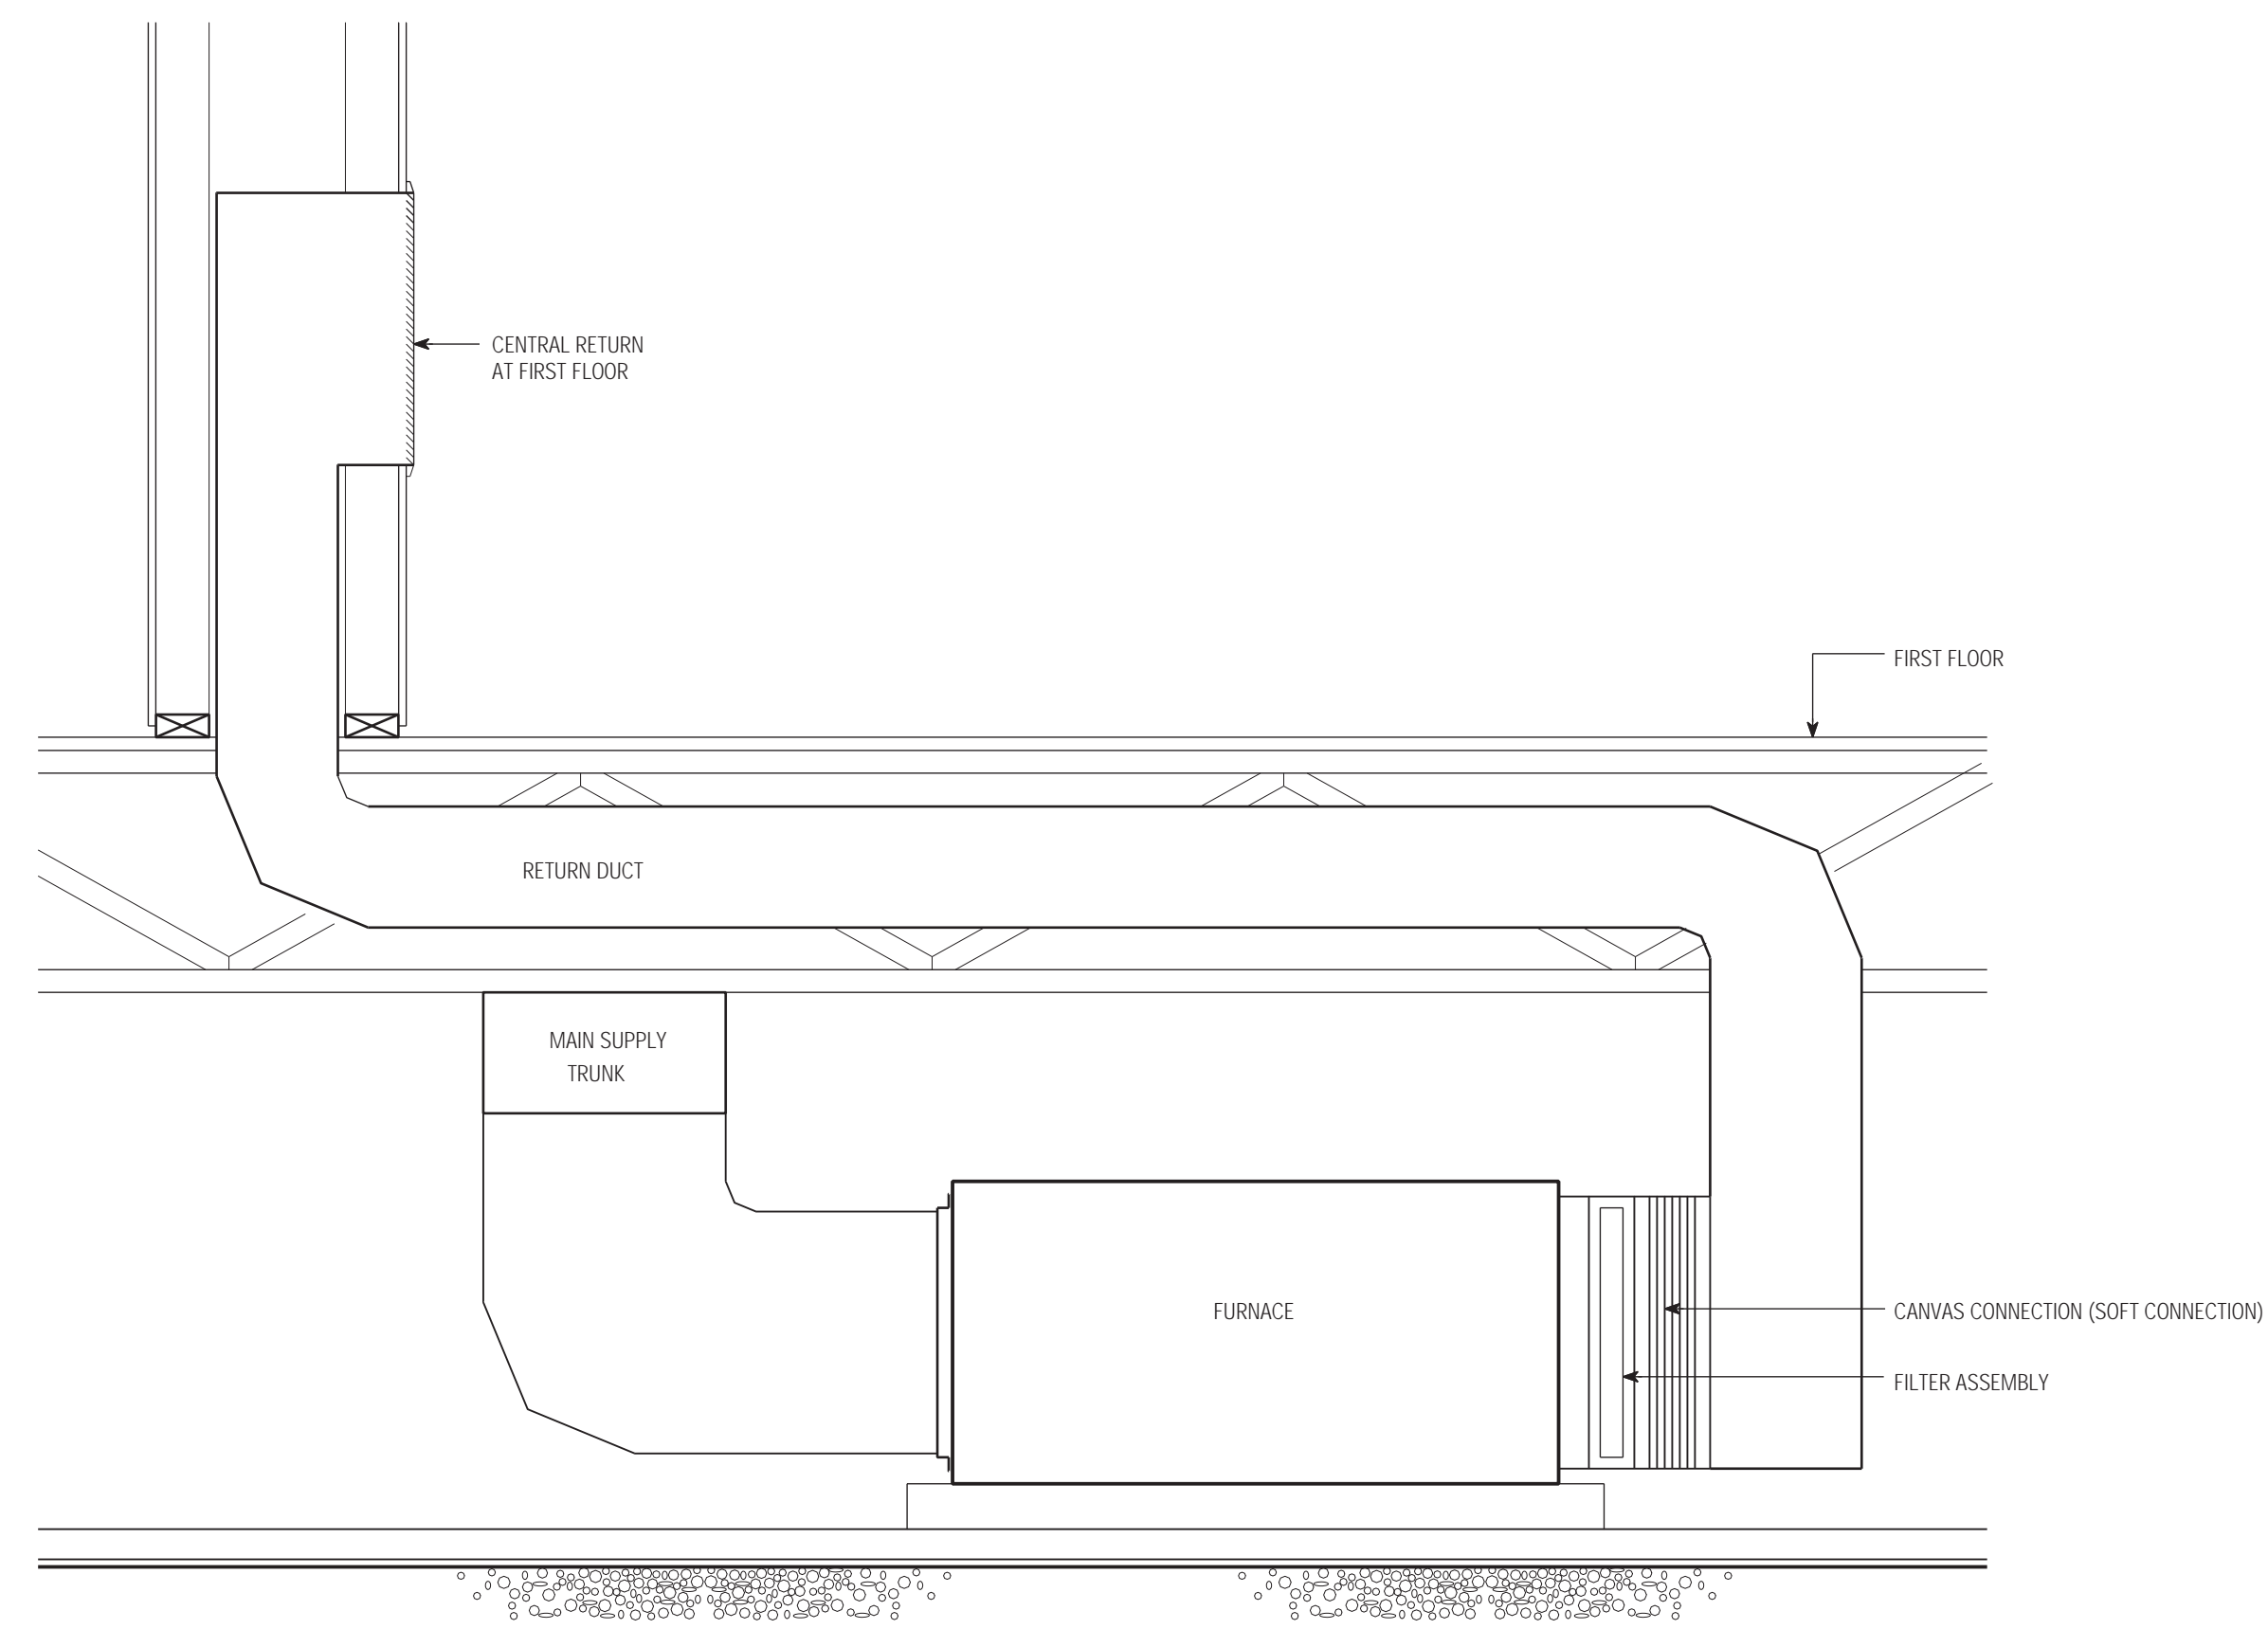 CENTRAL RETURN
AT FIRST FLOOR
FIRST FLOOR
RETURN DUCT
MAIN SUPPLY
TRUNK
FURNACE
CANVAS CONNECTION (SOFT CONNECTION)
FILTER ASSEMBLY